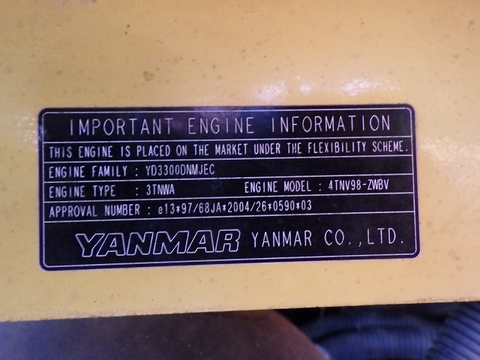 IMPORTANT ENGINE INFORMATION
THIS ENGINE IS PLACED ON THE MARKET UNDER THE FLEXIBILITY SCHEME.
ENGINE FAMILY : YD3300DNMJEC
ENGINE TYPE : 3TNWA ENGINE MODEL : 4TNV98-ZWBV
APPROVAL NUMBER : e13*97/68JA*2004/26*0590*03
YANMAR YANMAR CO.,LTD.